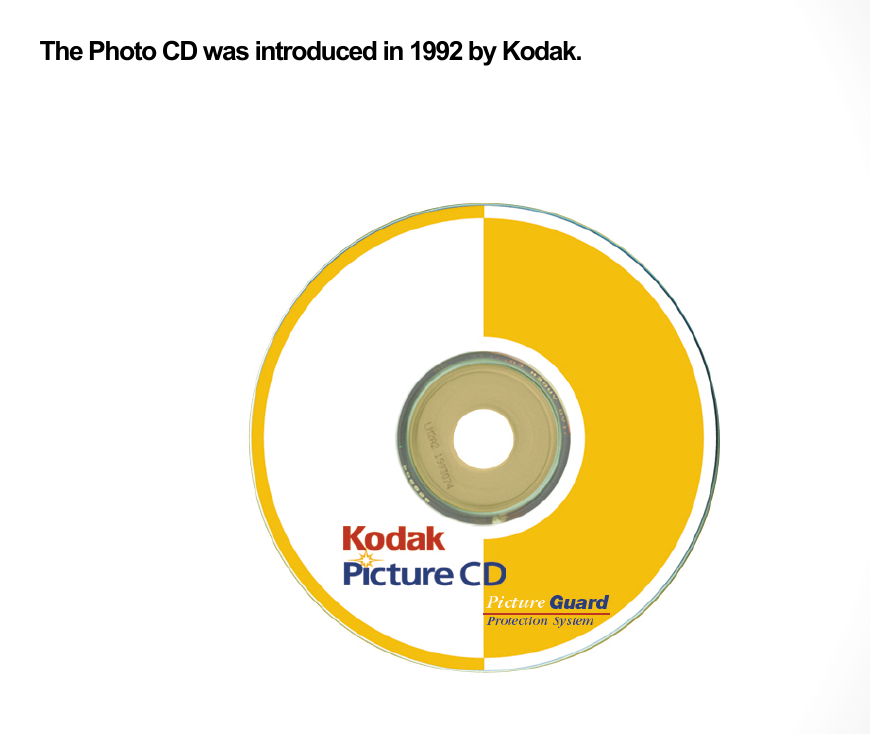 The Photo CD was introduced in 1992 by Kodak.
Kodak
Picture CD
Picture Guard
Protection System